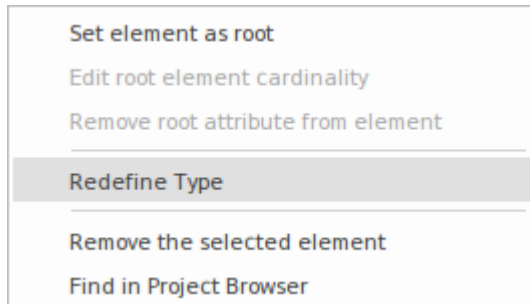 Set element as root
Edit root element cardinality
Remove root attribute from element
Redefine Type
Remove the selected element
Find in Project Browser